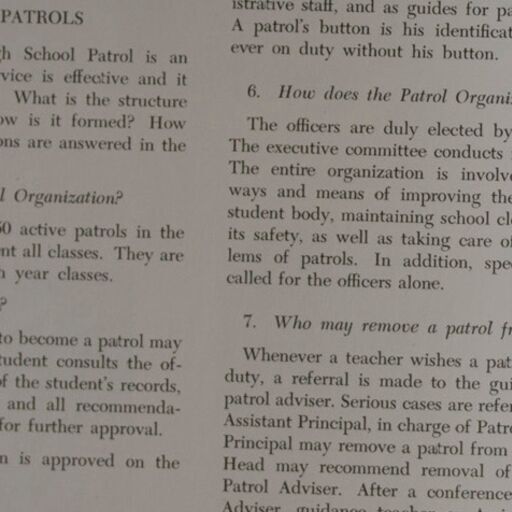 PATROLS
h School Patrol is an
vice is effective and it
What is the structure
ow is it formed? How
ons are answered in the
l Organization?
50 active patrols in the
nt all classes. They are
h year classes.
?
to become a patrol may
tudent consults the of-
f the student's records,
and all recommenda-
for further approval.
n is approved on the
istrative staff, and as guides for pa
A patrol's button is his identificat
ever on duty without his button.
6. How does the Patrol Organi
The officers are duly elected by
The executive committee conducts
The entire organization is involv
ways and means of improving the
student body, maintaining school cl
its safety, as well as taking care of
lems of patrols. In addition, spe
called for the officers alone.
7. Who may remove a patrol fr
Whenever a teacher wishes a pat
duty, a referral is made to the gui
patrol adviser. Serious cases are refer
Assistant Principal, in charge of Patr
Principal may remove a patrol from
Head may recommend removal of
Patrol Adviser. After a conference
Adviser, guidance teacher